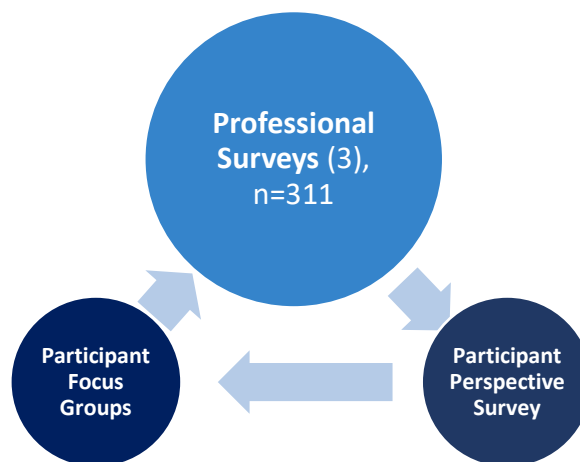 Professional
Surveys (3),
n=311
Participant
Focus
Groups
Participant
Perspective
Survey